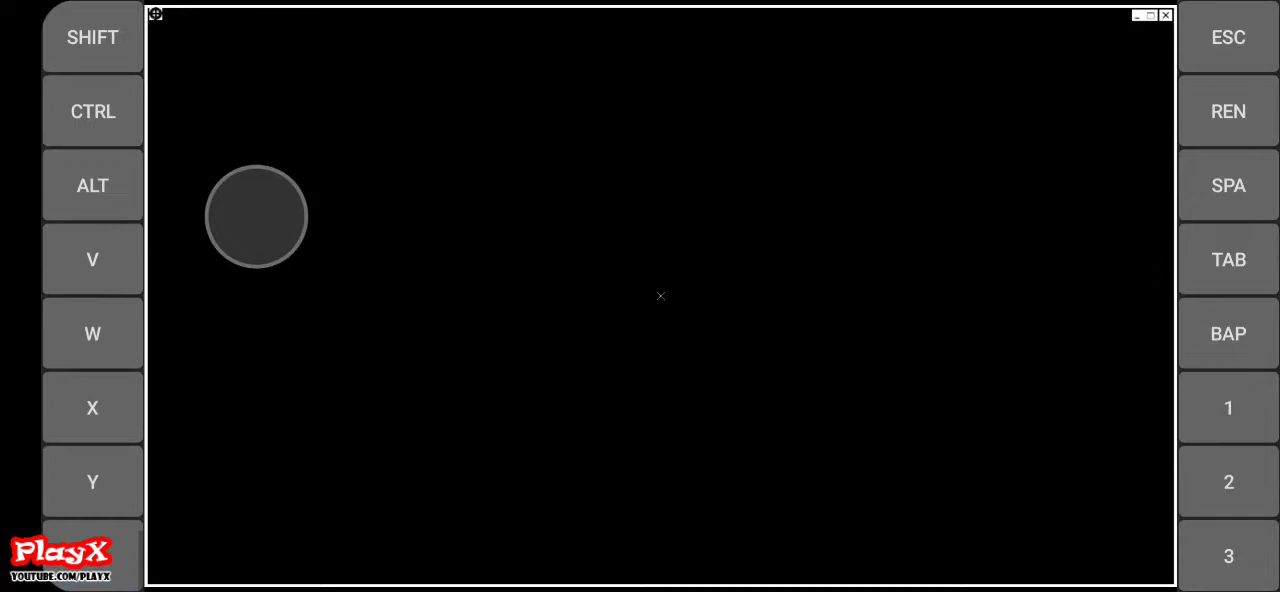 SHIFT
ESC
CTRL
REN
ALT
SPA
V
TAB
W
BAP
X
1
Y
2
3
PlayX
YOUTUBE.COM/PLAYX